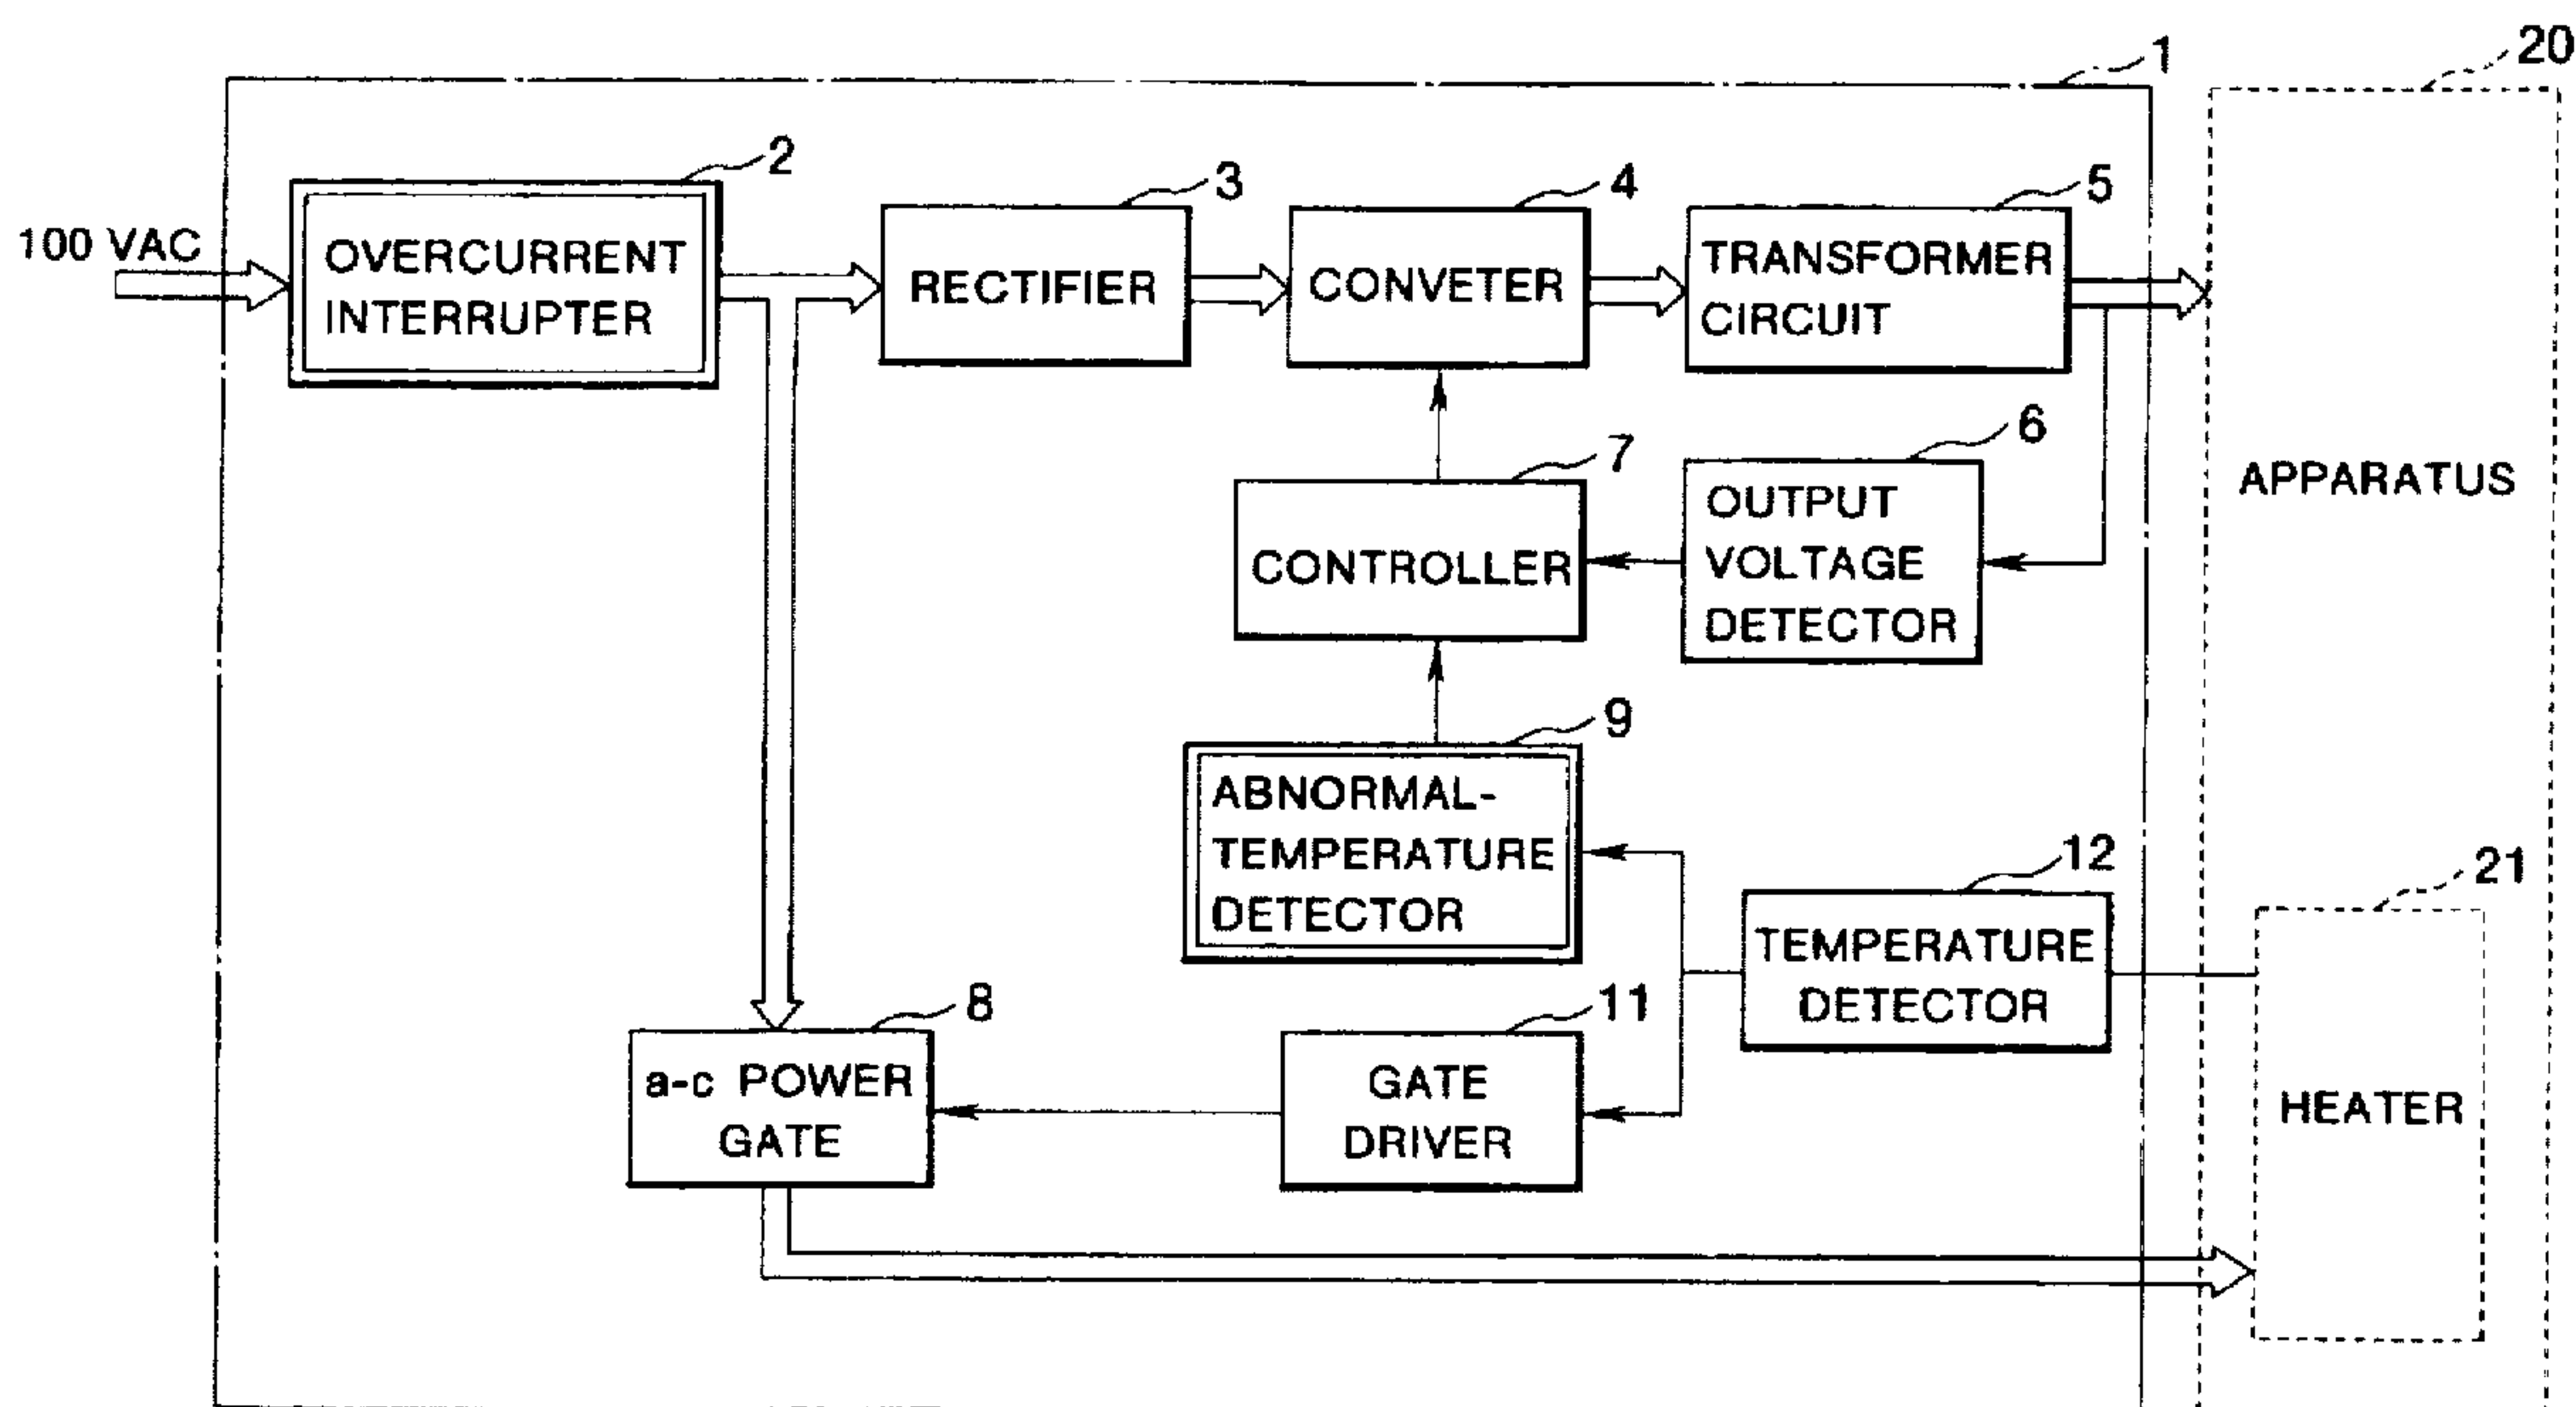 1
20
2
3
4
5
100 VAC
OVERCURRENT
INTERRUPTER
RECTIFIER
CONVETER
TRANSFORMER
CIRCUIT
6
7
OUTPUT
VOLTAGE
DETECTOR
CONTROLLER
APPARATUS
9
ABNORMAL-
TEMPERATURE
DETECTOR
12
21
TEMPERATURE
DETECTOR
8
11
a-c POWER
GATE
GATE
DRIVER
HEATER